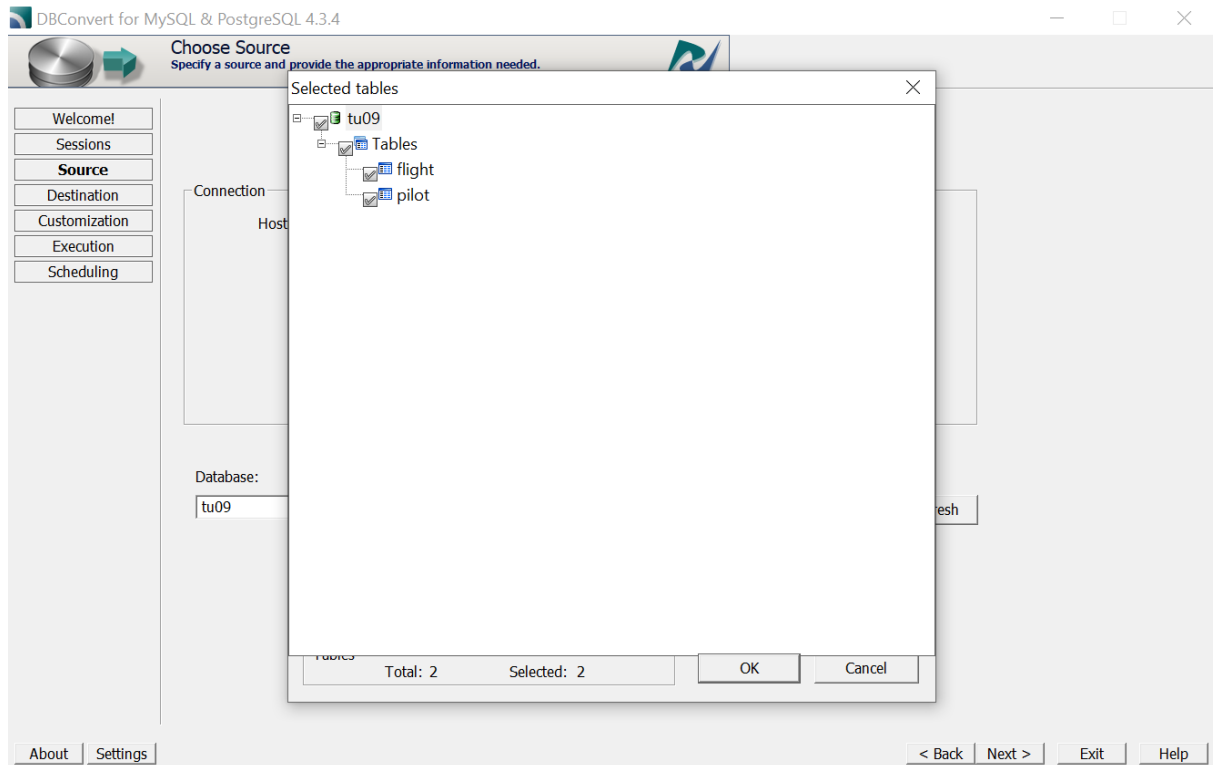 DBConvert for MySQL & PostgreSQL 4.3.4
Choose Source
Specify a source and provide the appropriate information needed.
Selected tables
tu09
Tables
flight
pilot
Welcome!
Sessions
Source
Destination
Customization
Execution
Scheduling
Connection
Host
Database:
tu09
esh
Tables
Total: 2 Selected: 2
OK Cancel
About Settings
< Back Next > Exit Help